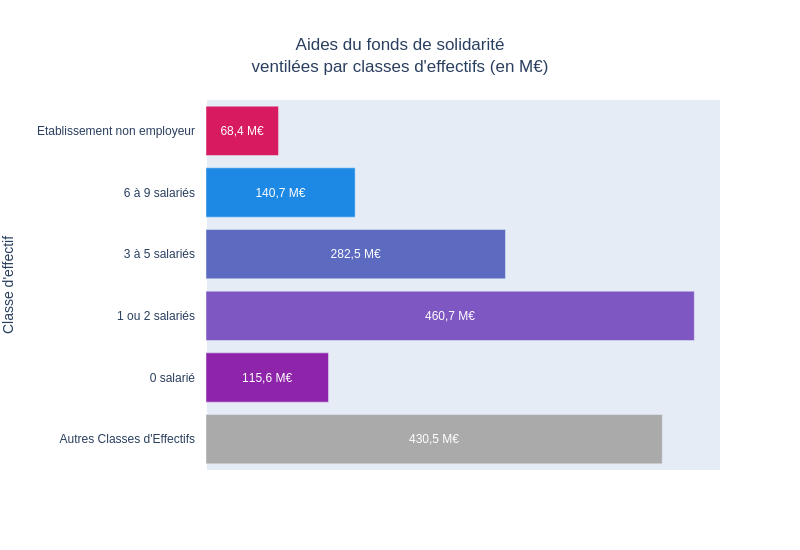 Aides du fonds de solidarité
ventilées par classes d'effectifs (en M€)
Classe d'effectif
Etablissement non employeur
68,4 M€
6 à 9 salariés
140,7 M€
3 à 5 salariés
282,5 M€
1 ou 2 salariés
460,7 M€
0 salarié
115,6 M€
Autres Classes d'Effectifs
430,5 M€